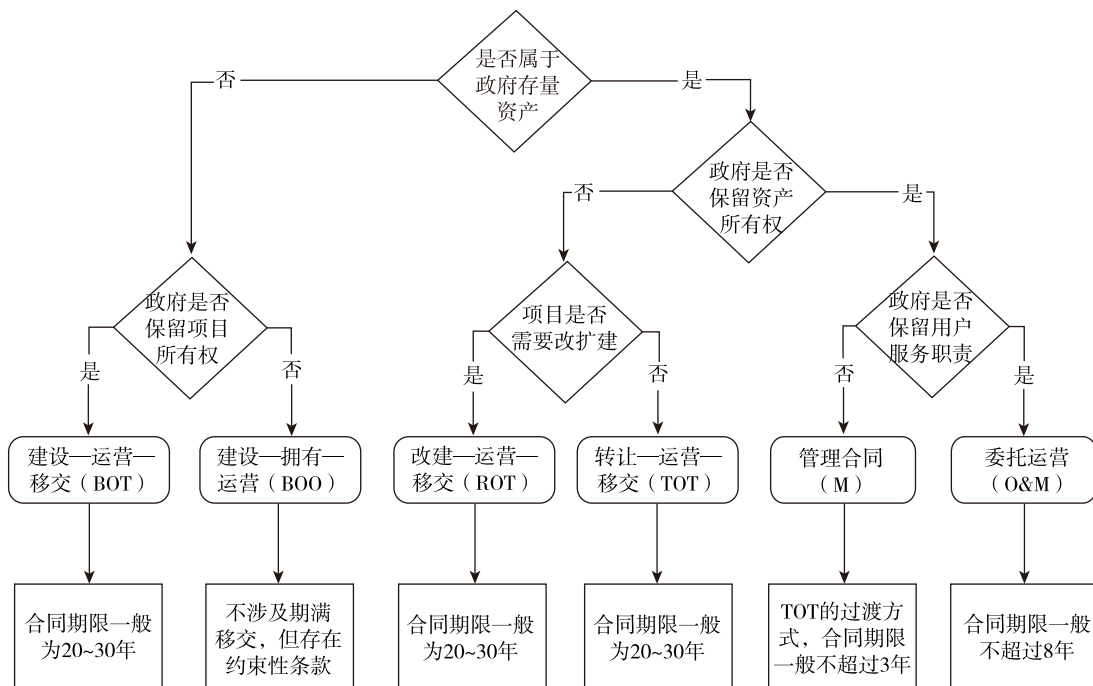 是否属于
政府存量
资产
否
是
政府是否
保留资产
所有权
否
是
政府是否
保留项目
所有权
是
否
项目是否
需要改扩建
是
否
政府是否
保留用户
服务职责
否
是
建设—运营—
移交（BOT）
建设—拥有—
运营（BOO）
改建—运营—
移交（ROT）
转让—运营—
移交（TOT）
管理合同
（M）
委托运营
（O&M）
合同期限一般
为20~30年
不涉及期满
移交，但存在
约束性条款
合同期限一般
为20~30年
合同期限一般
为20~30年
TOT的过渡方
式，合同期限
一般不超过3年
合同期限一般
不超过8年